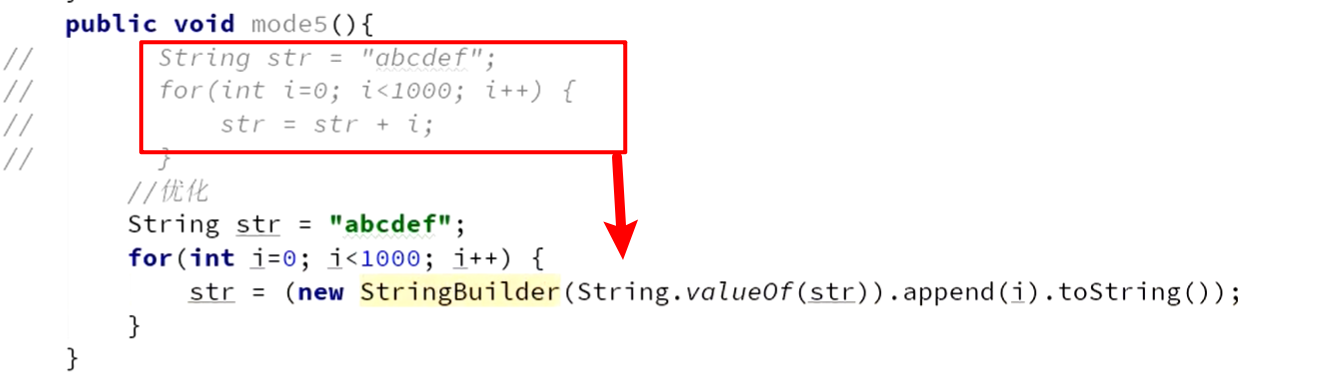 public void mode5(){
// String str = "abcdef";
// for(int i=0; i<1000; i++) {
// str = str + i;
// }
//优化
String str = "abcdef";
for(int i=0; i<1000; i++) {
str = (new StringBuilder(String.valueOf(str)).append(i).toString());
}
}